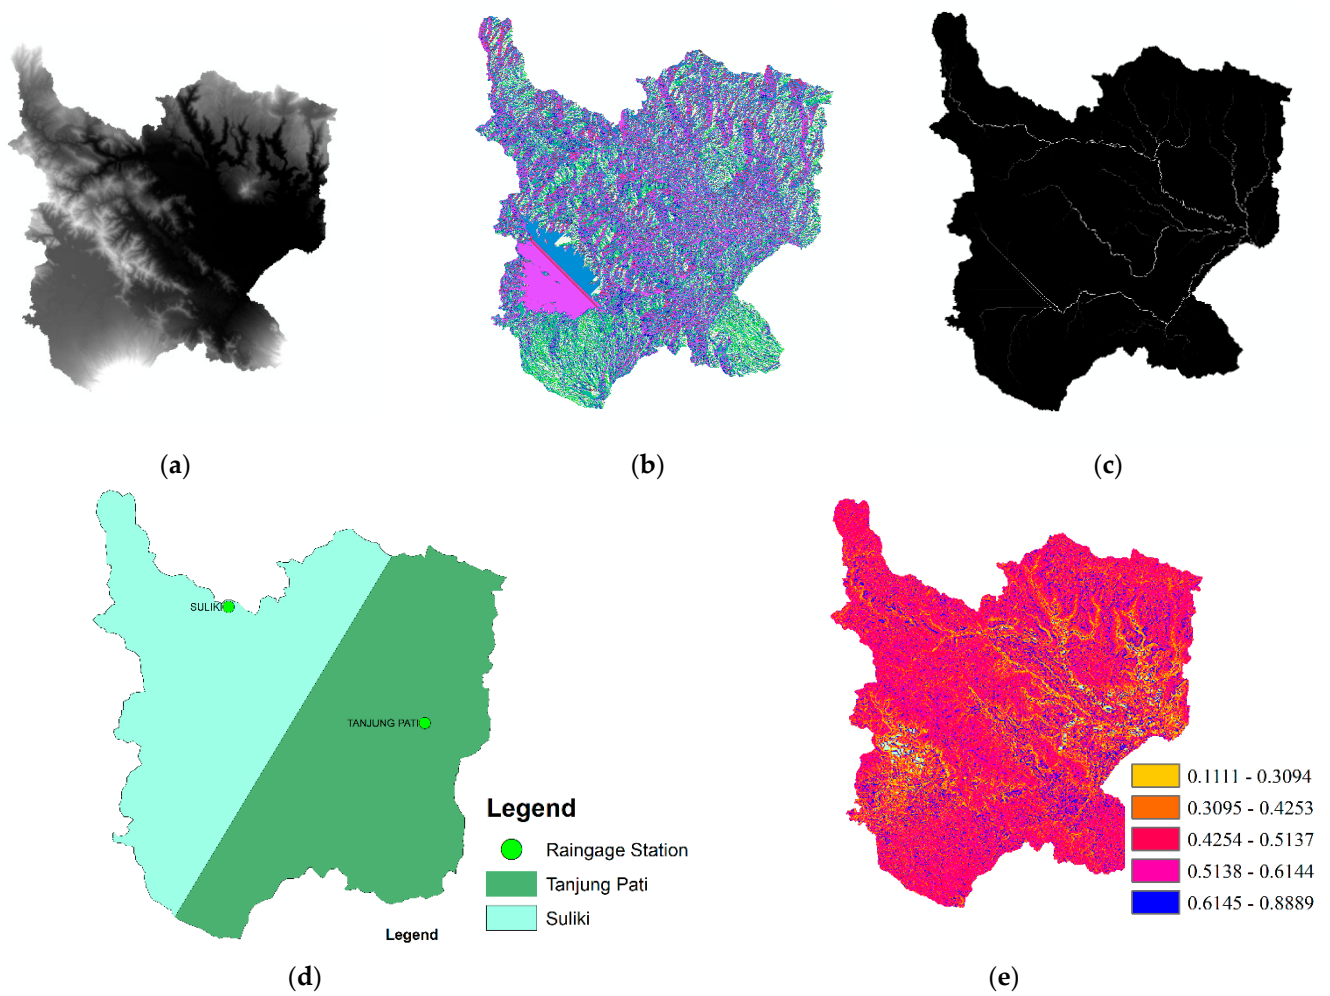 (a)
(b)
(c)
SULIKI
TANJUNG PATI
Legend
Raingage Station
Tanjung Pati
Suliki
Legend
0.1111 - 0.3094
0.3095 - 0.4253
0.4254 - 0.5137
0.5138 - 0.6144
0.6145 - 0.8889
(d)
(e)